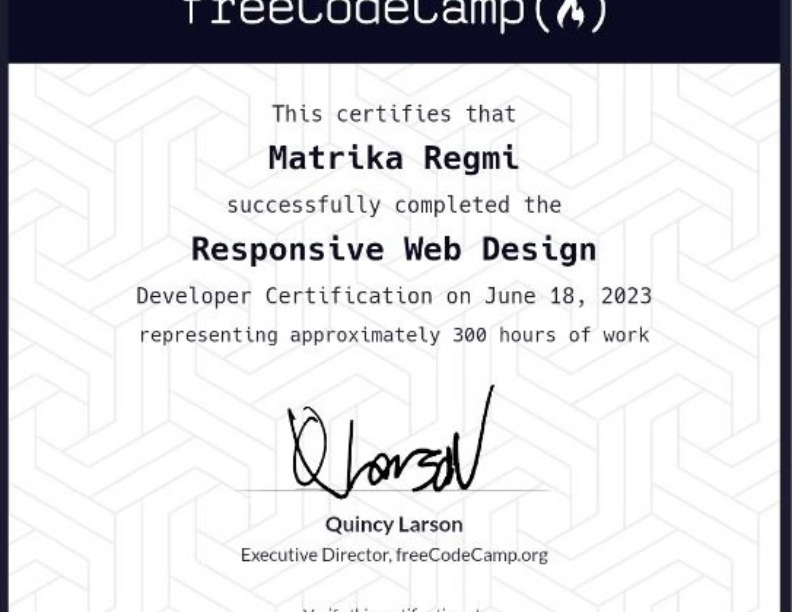 freeCodeCamp(🔥)
This certifies that
Matrika Regmi
successfully completed the
Responsive Web Design
Developer Certification on June 18, 2023
representing approximately 300 hours of work
QLarson
Quincy Larson
Executive Director, freeCodeCamp.org